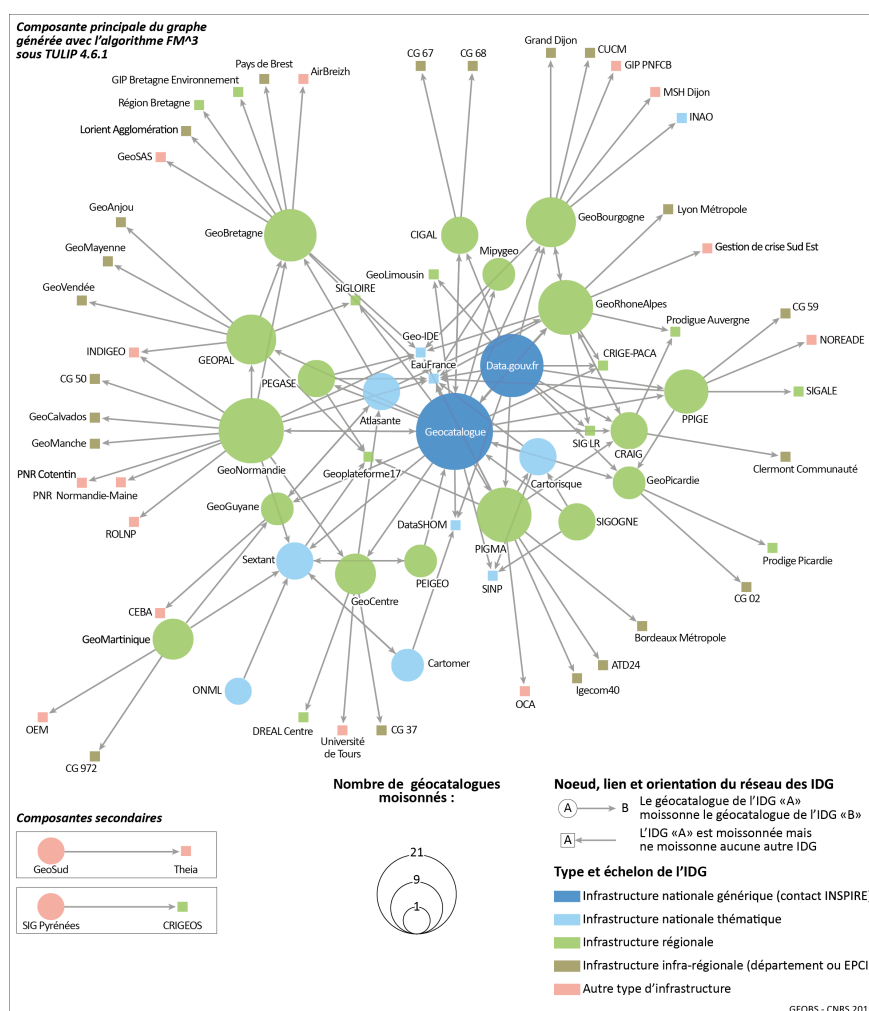 Composante principale du graphe
générée avec l'algorithme FM^3
sous TULIP 4.6.1
CG 67
CG 68
Grand Dijon
CUCM
GIP PNFCB
MSH Dijon
INAO
Pays de Brest
AirBreizh
GIP Bretagne Environnement
Région Bretagne
Lorient Agglomération
GeoSAS
GeoAnjou
GeoBretagne
CIGAL
GeoBourgogne
Lyon Métropole
GeoMayenne
Mipygeo
Gestion de crise Sud Est
GeoVendée
SIGLOIRE
GeoLimousin
GeoRhoneAlpes
CG 59
Prodigue Auvergne
INDIGEO
GEOPAL
Geo-IDE
NOREADE
CRIGE-PACA
EauFrance
Data.gouv.fr
CG 50
PEGASE
SIGALE
GeoCalvados
Atlasante
PPIGE
Geocatalogue
SIG LR
GeoManche
CRAIG
GeoNormandie
Geoplateforme17
Clermont Communauté
PNR Cotentin
PNR Normandie-Maine
Cartorisque
GeoPicardie
GeoGuyane
DataSHOM
ROLNP
PIGMA
SIGOGNE
Sextant
Prodige Picardie
PEIGEO
SINP
GeoCentre
CG 02
CEBA
GeoMartinique
Bordeaux Métropole
Cartomer
ATD24
ONML
Igecom40
OCA
OEM
DREAL Centre
Université
de Tours
CG 37
CG 972
Nombre de géocatalogues
moisonnés :
21
9
1
Noeud, lien et orientation du réseau des IDG
A
B
Le géocatalogue de l'IDG «A»
moissonne le géocatalogue de l'IDG «B»
A
L'IDG «A» est moissonnée mais
ne moissonne aucune autre IDG
Composantes secondaires
GeoSud
Theia
SIG Pyrénées
CRIGEOS
Type et échelon de l'IDG
Infrastructure nationale générique (contact INSPIRE)
Infrastructure nationale thématique
Infrastructure régionale
Infrastructure infra-régionale (département ou EPCI
Autre type d'infrastructure
GEOBS - CNRS 201